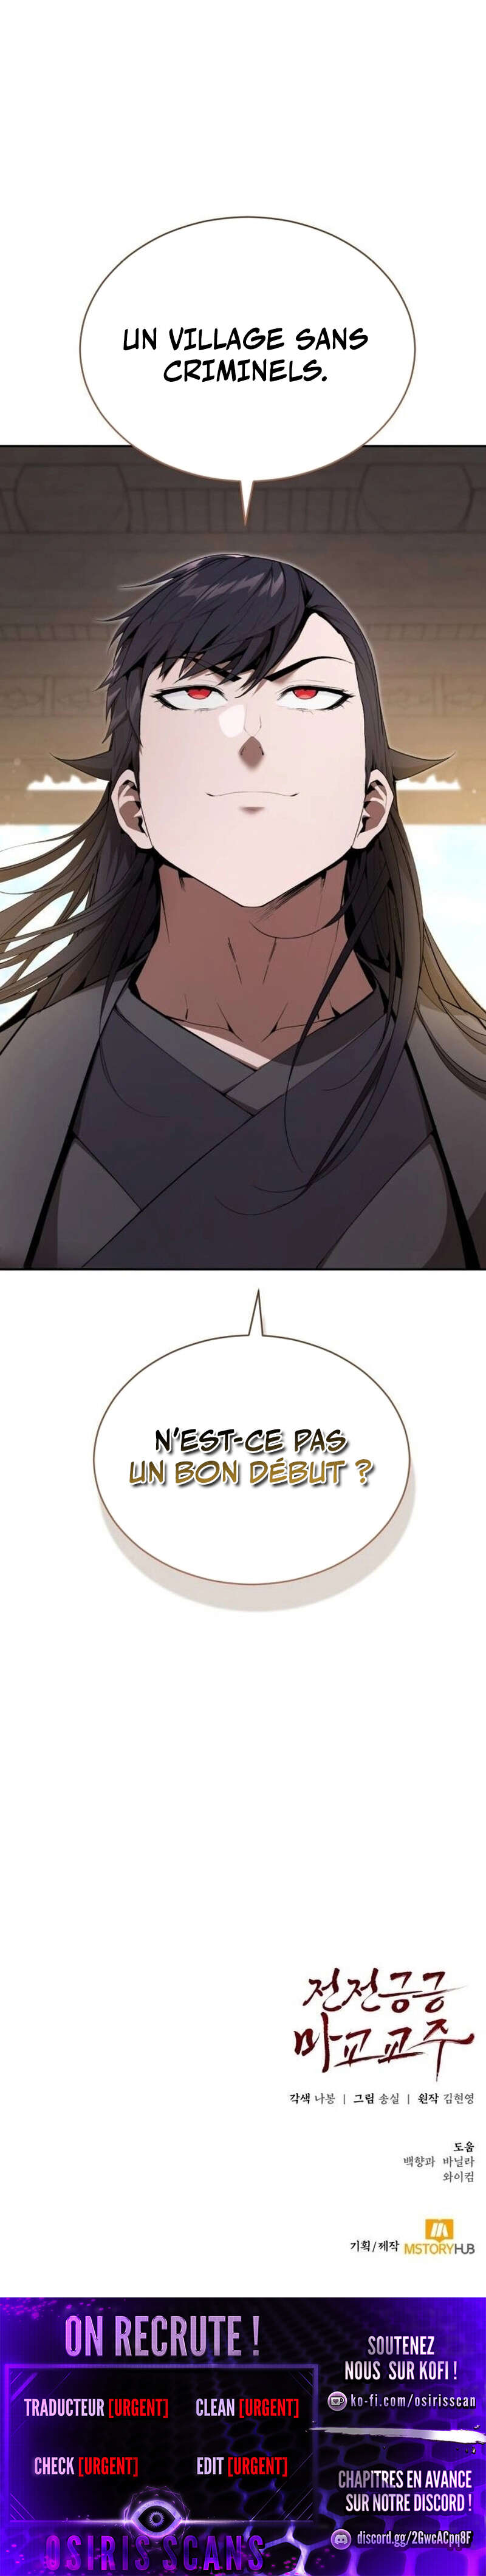 UN VILLAGE SANS
CRIMINELS.
N'EST-CE PAS
UN BON DÉBUT ?
전전긍긍
마교교주
각색 나봉 | 그림 송실 | 원작 김현영
도움
백향과 바닐라
와이컴
기획/제작 MSTORYHUB
ON RECRUTE !
TRADUCTEUR [URGENT] CLEAN [URGENT]
CHECK [URGENT] EDIT [URGENT]
OSIRIS SCANS
SOUTENEZ
NOUS SUR KOFI !
ko-fi.com/osirisscan
CHAPITRES EN AVANCE
SUR NOTRE DISCORD !
discord.gg/2GwcACpq8F